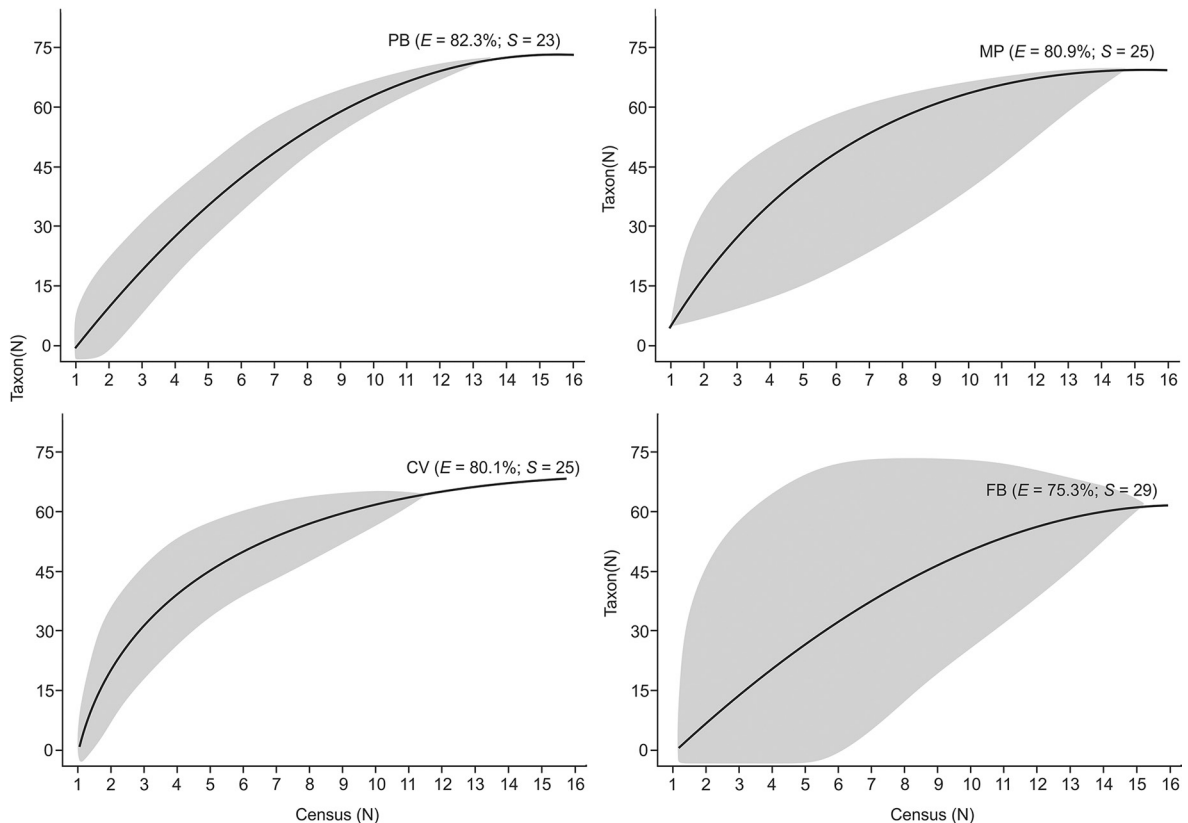 PB (E = 82.3%; S = 23)
75
60
45
30
15
0
1 2 3 4 5 6 7 8 9 10 11 12 13 14 15 16
Taxon(N)
MP (E = 80.9%; S = 25)
75
60
45
30
15
0
Taxon(N)
1 2 3 4 5 6 7 8 9 10 11 12 13 14 15 16
CV (E = 80.1%; S = 25)
75
60
45
30
15
0
1 2 3 4 5 6 7 8 9 10 11 12 13 14 15 16
Census (N)
FB (E = 75.3%; S = 29)
75
60
45
30
15
0
Taxon(N)
1 2 3 4 5 6 7 8 9 10 11 12 13 14 15 16
Census (N)